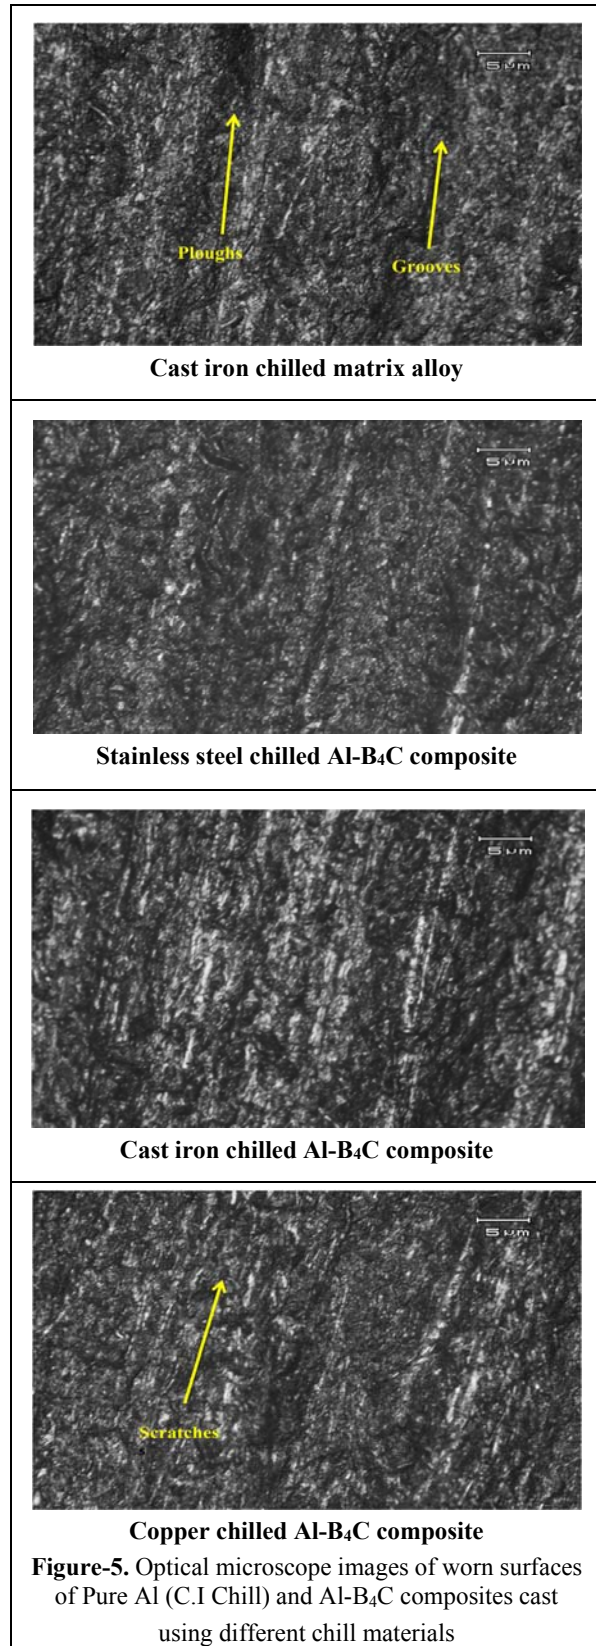 5 μm
Ploughs
Grooves
Cast iron chilled matrix alloy
5 μm
Stainless steel chilled Al-B₄C composite
5 μm
Cast iron chilled Al-B₄C composite
5 μm
Scratches
Copper chilled Al-B₄C composite
Figure-5. Optical microscope images of worn surfaces
of Pure Al (C.I Chill) and Al-B₄C composites cast
using different chill materials